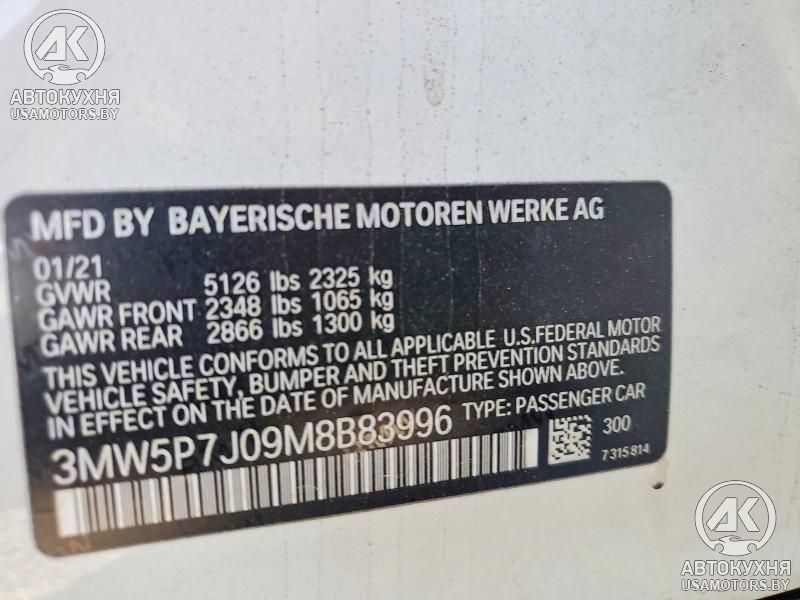 AK
АВТОКУХНЯ
USAMOTORS.BY
MFD BY BAYERISCHE MOTOREN WERKE AG
01/21
GVWR 5126 lbs 2325 kg
GAWR FRONT 2348 lbs 1065 kg
GAWR REAR 2866 lbs 1300 kg
THIS VEHICLE CONFORMS TO ALL APPLICABLE U.S.FEDERAL MOTOR
VEHICLE SAFETY, BUMPER AND THEFT PREVENTION STANDARDS
IN EFFECT ON THE DATE OF MANUFACTURE SHOWN ABOVE.
3MW5P7J09M8B83996 TYPE: PASSENGER CAR
300
7315814
AK
АВТОКУХНЯ
USAMOTORS.BY